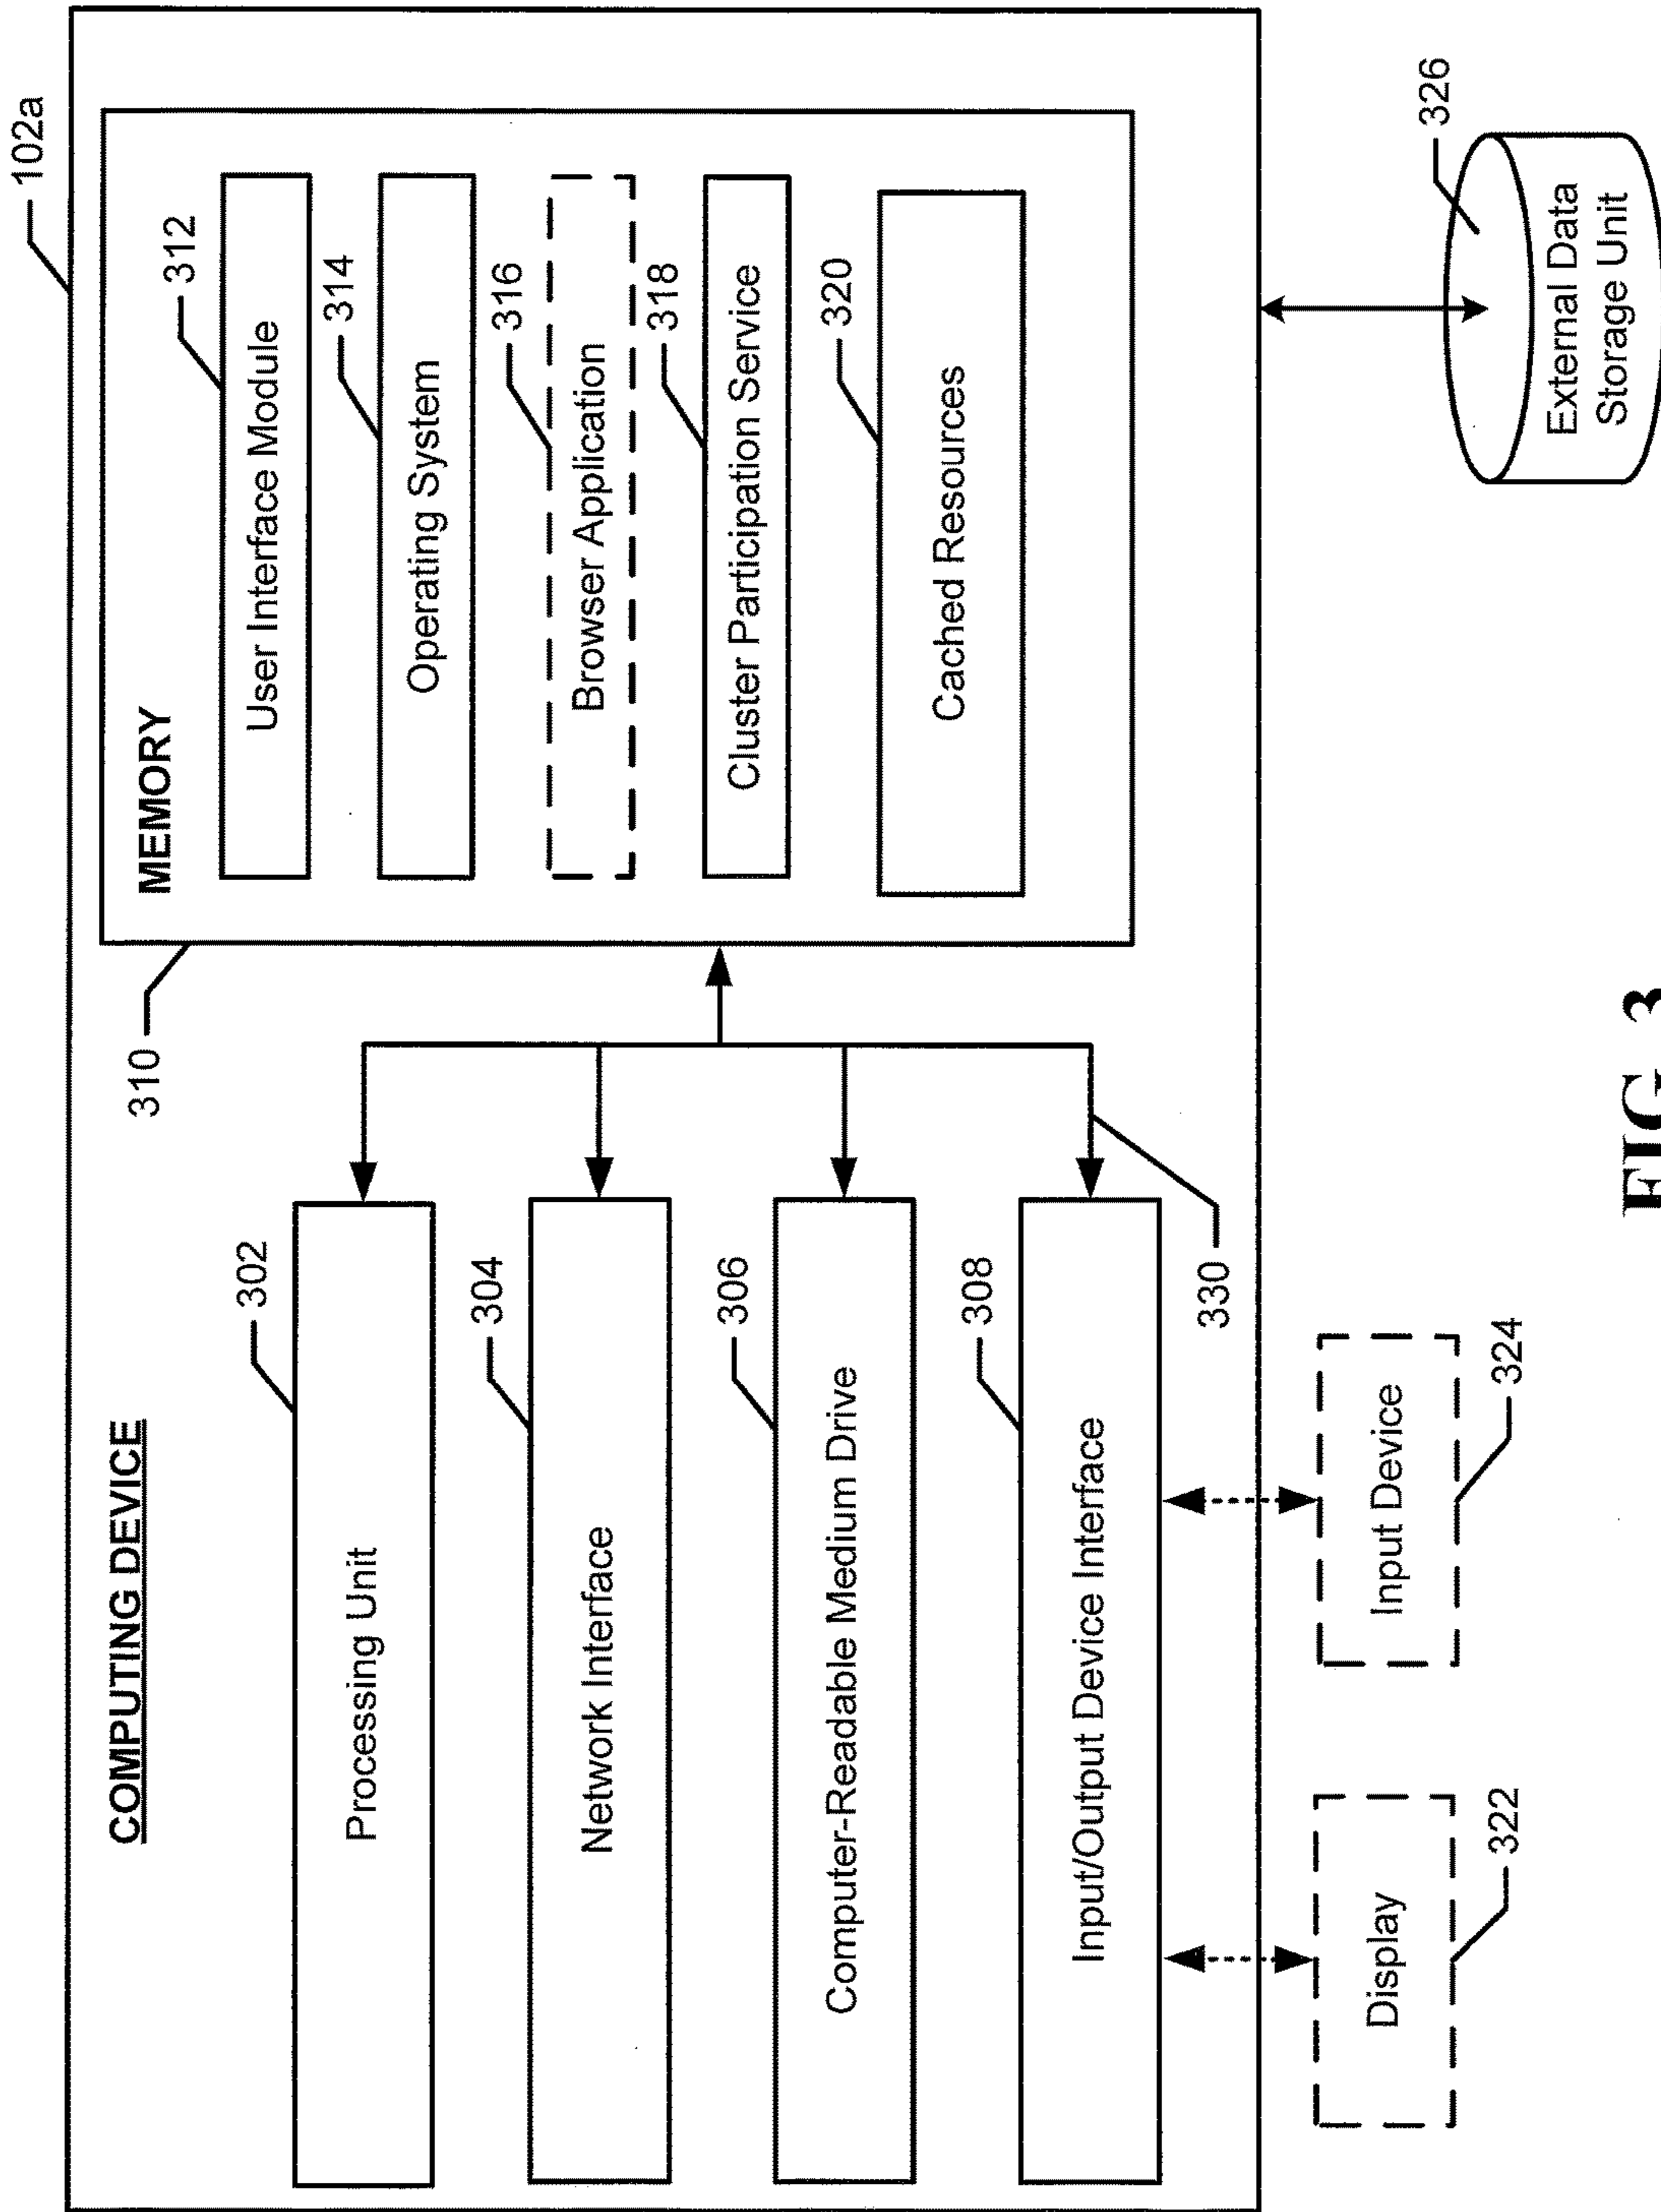 102a
COMPUTING DEVICE
302
Processing Unit
304
Network Interface
306
Computer-Readable Medium Drive
308
Input/Output Device Interface
330
310
MEMORY
312
User Interface Module
314
Operating System
316
Browser Application
318
Cluster Participation Service
320
Cached Resources
Display
322
Input Device
324
326
External Data
Storage Unit
FIG. 3